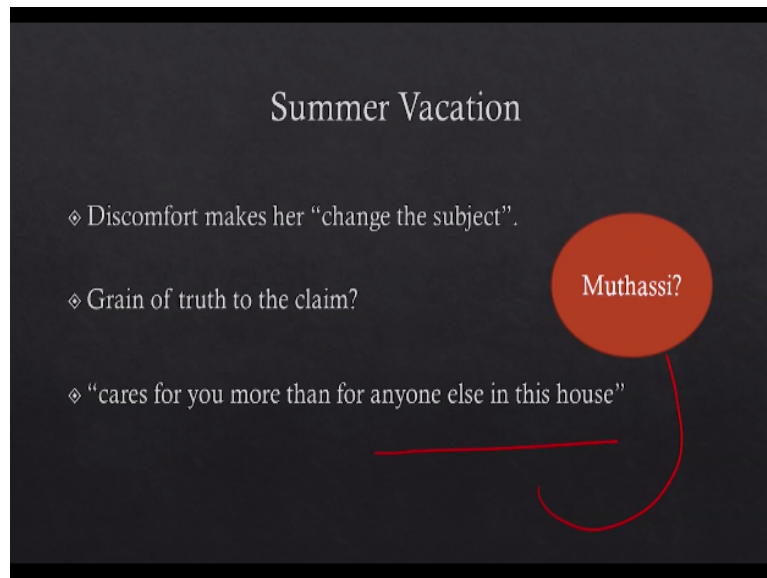 Summer Vacation
Discomfort makes her “change the subject”.
Muthassi?
Grain of truth to the claim?
“cares for you more than for anyone else in this house”